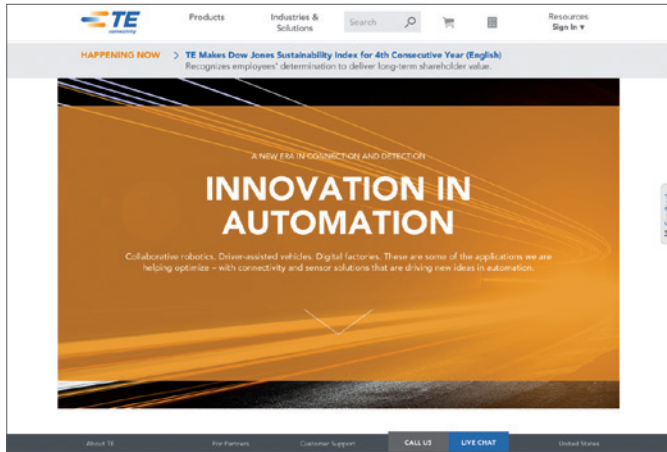 TE
connectivity
Products
Industries &
Solutions
Search
Resources
Sign In ▾
HAPPENING NOW
TE Makes Dow Jones Sustainability Index for 4th Consecutive Year (English)
Recognizes employees' determination to deliver long-term shareholder value.
A NEW ERA IN CONNECTION AND DETECTION
INNOVATION IN
AUTOMATION
Collaborative robotics. Driver-assisted vehicles. Digital factories. These are some of the applications we are
helping optimize – with connectivity and sensor solutions that are driving new ideas in automation.
About TE
For Partners
Customer Support
CALL US
LIVE CHAT
United States